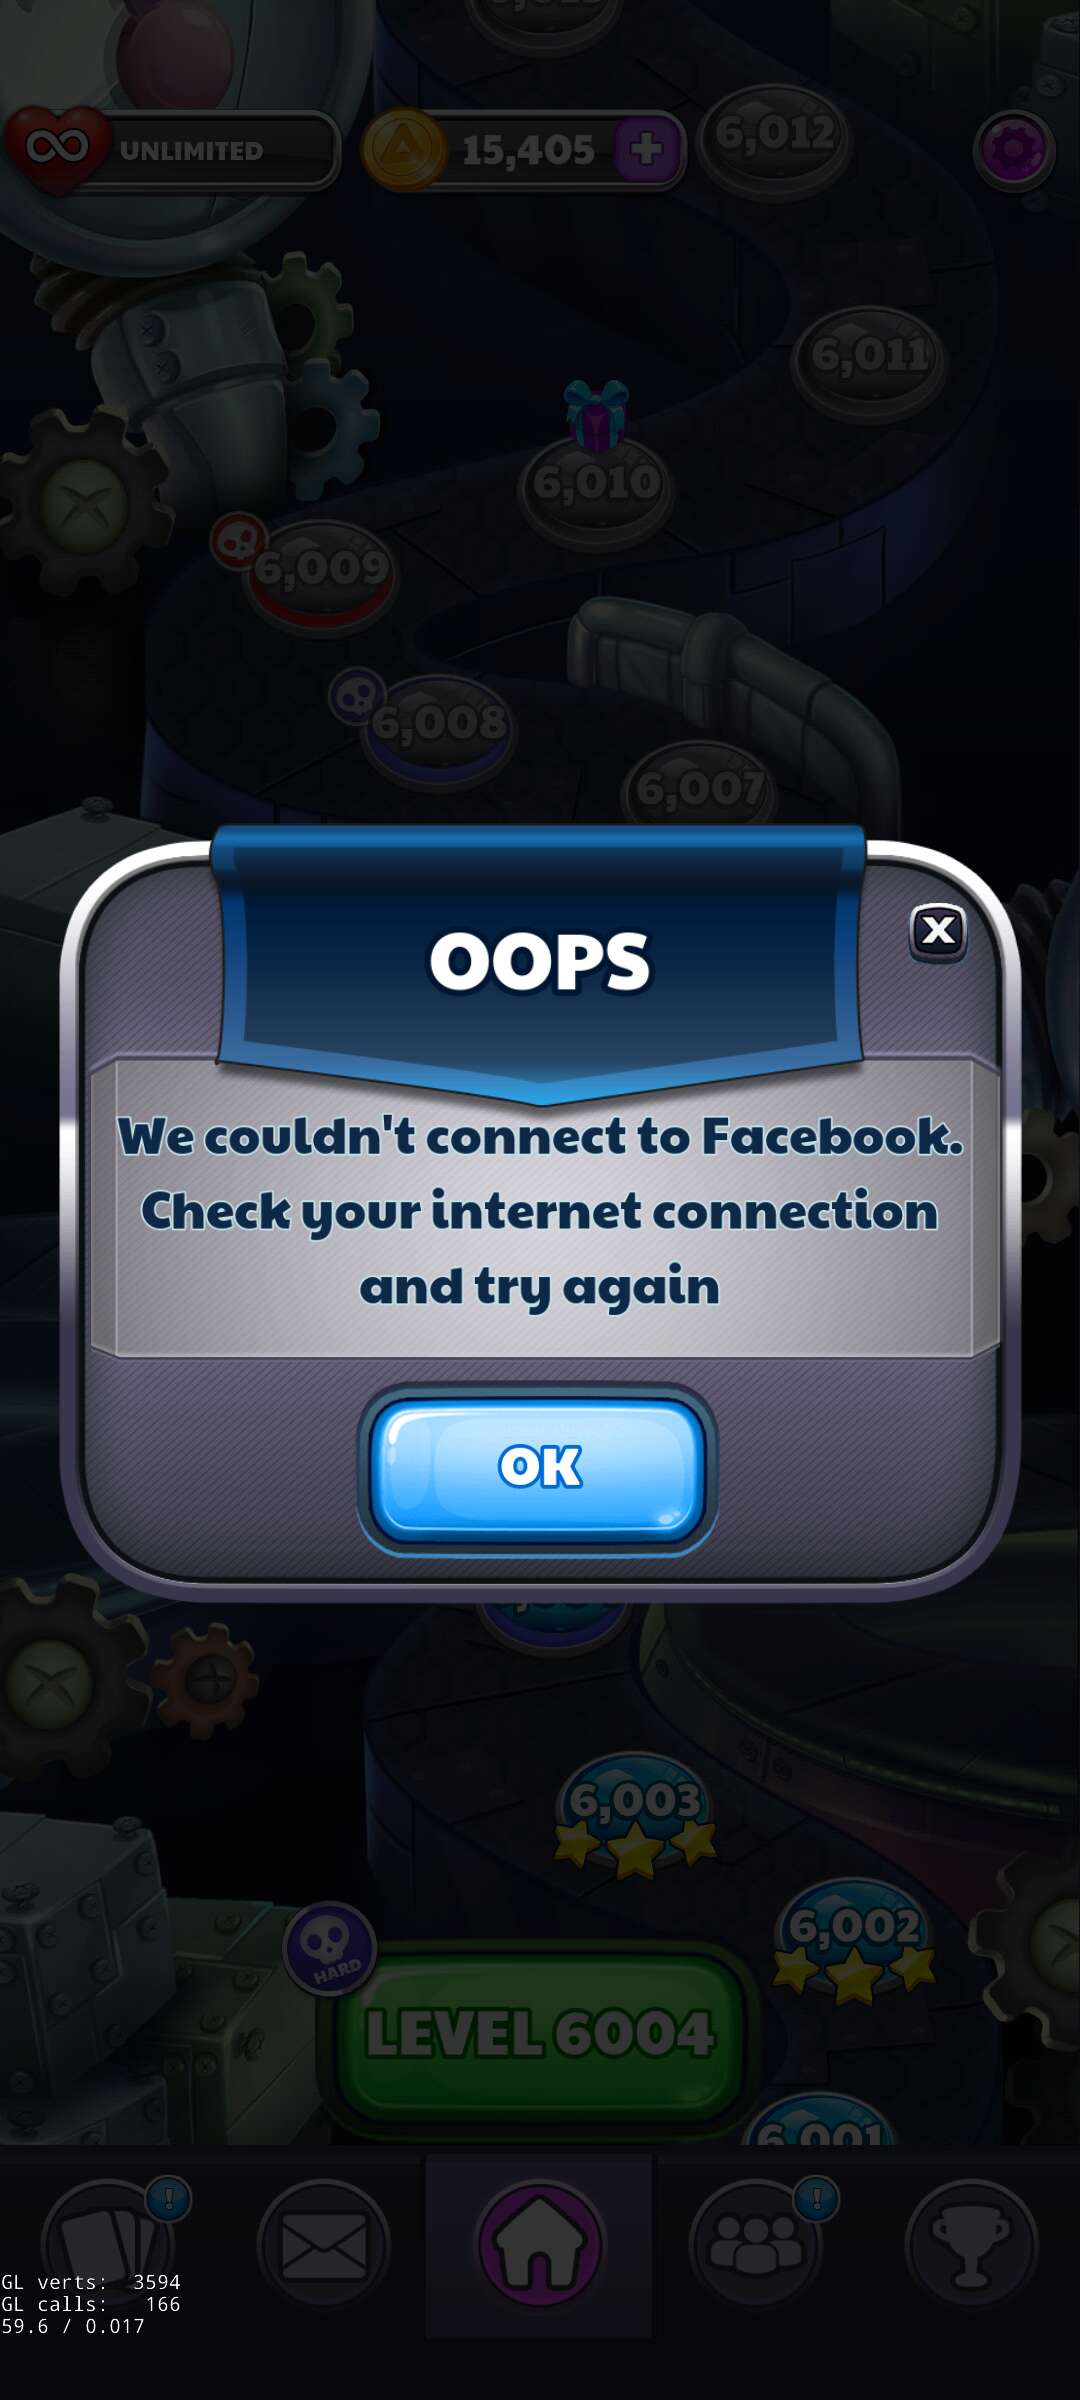 UNLIMITED
15,405
6,012
6,011
6,010
6,009
6,008
6,007
OOPS
X
We couldn't connect to Facebook.
Check your internet connection
and try again
OK
6,003
6,002
HARD
LEVEL 6004
6,001
GL verts: 3594
GL calls: 166
59.6 / 0.017